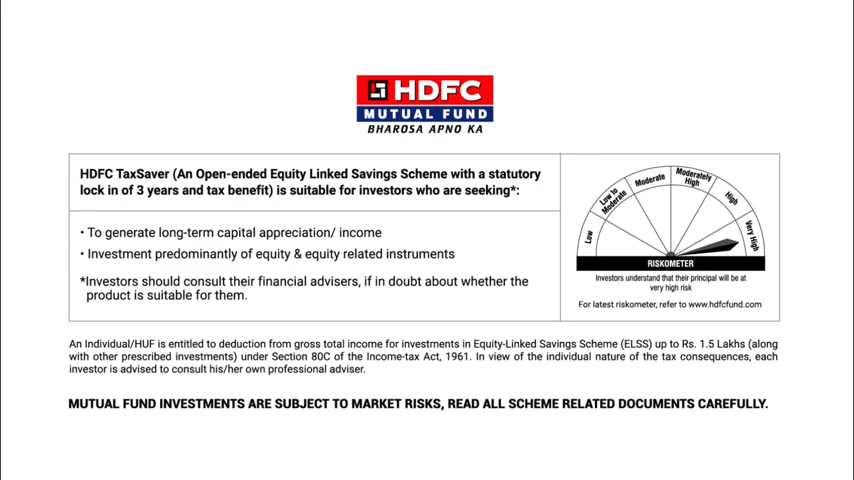 HDFC
MUTUAL FUND
BHAROSA APNO KA
HDFC TaxSaver (An Open-ended Equity Linked Savings Scheme with a statutory
lock in of 3 years and tax benefit) is suitable for investors who are seeking*:
• To generate long-term capital appreciation/ income
• Investment predominantly of equity & equity related instruments
*Investors should consult their financial advisers, if in doubt about whether the
product is suitable for them.
Low
Low to
Moderate
Moderate
Moderately
High
High
Very High
RISKOMETER
Investors understand that their principal will be at
very high risk
For latest riskometer, refer to www.hdfcfund.com
An Individual/HUF is entitled to deduction from gross total income for investments in Equity-Linked Savings Scheme (ELSS) up to Rs. 1.5 Lakhs (along
with other prescribed investments) under Section 80C of the Income-tax Act, 1961. In view of the individual nature of the tax consequences, each
investor is advised to consult his/her own professional adviser.
MUTUAL FUND INVESTMENTS ARE SUBJECT TO MARKET RISKS, READ ALL SCHEME RELATED DOCUMENTS CAREFULLY.